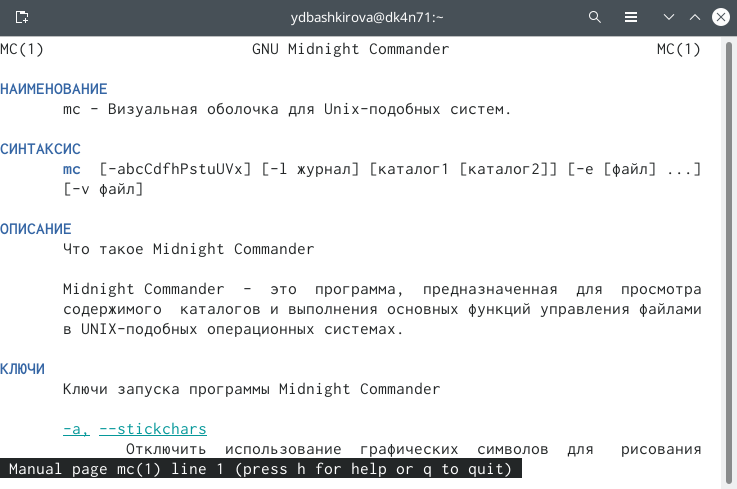 ydbashkirova@dk4n71:~
MC(1) GNU Midnight Commander MC(1)
НАИМЕНОВАНИЕ
mc - Визуальная оболочка для Unix-подобных систем.
СИНТАКСИС
mc [-abcCdfhPstuUVx] [-l журнал] [каталог1 [каталог2]] [-e [файл] ...]
[-v файл]
ОПИСАНИЕ
Что такое Midnight Commander
Midnight Commander - это программа, предназначенная для просмотра
содержимого каталогов и выполнения основных функций управления файлами
в UNIX-подобных операционных системах.
КЛЮЧИ
Ключи запуска программы Midnight Commander
-a, --stickchars
Отключить использование графических символов для рисования
Manual page mc(1) line 1 (press h for help or q to quit)